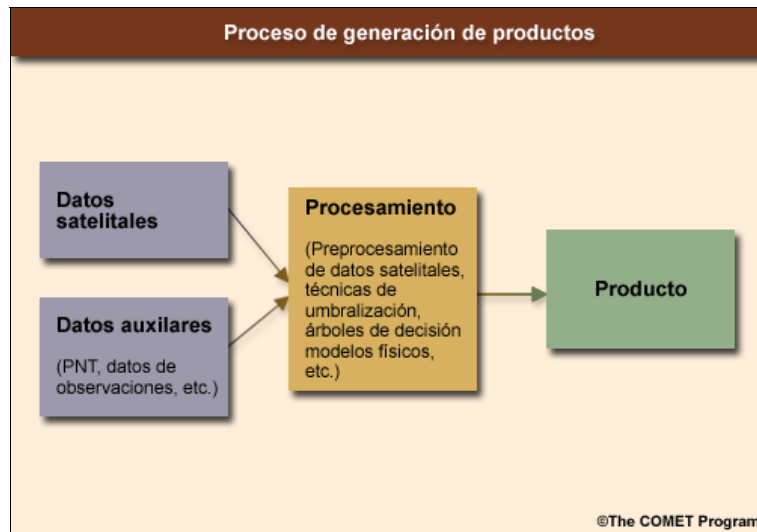 Proceso de generación de productos
Datos
satelitales
Datos auxilares
(PNT, datos de
observaciones, etc.)
Procesamiento
(Preprocesamiento
de datos satelitales,
técnicas de
umbralización,
árboles de decisión
modelos físicos,
etc.)
Producto
©The COMET Program